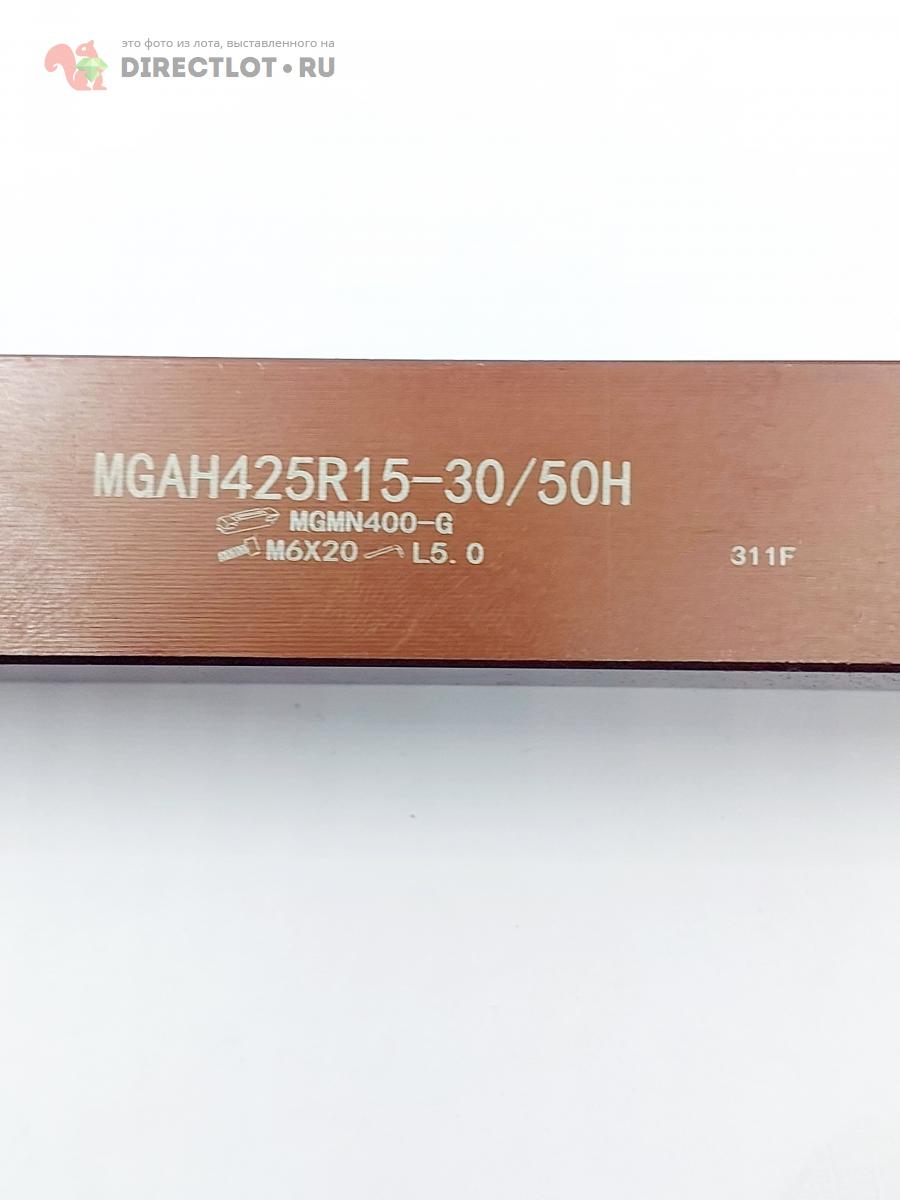 это фото из лота, выставленного на
DIRECTLOT•RU
MGAH425R15-30/50H
MGMN400-G
M6X20 L5.0
311F